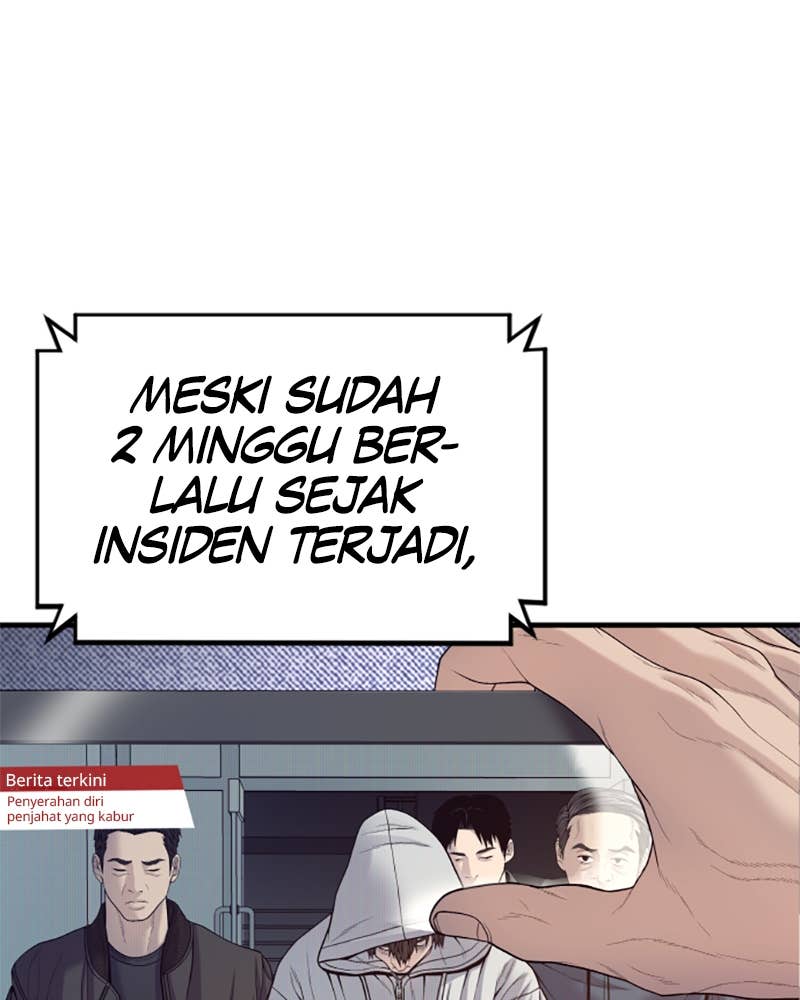 MESKI SUDAH
2 MINGGU BER-
LALU SEJAK
INSIDEN TERJADI,
Berita terkini
Penyerahan diri
penjahat yang kabur